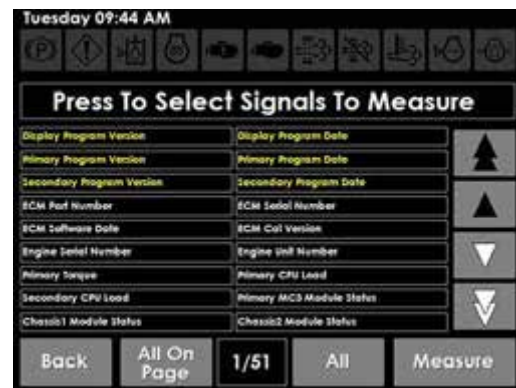 Tuesday 09:44 AM
Press To Select Signals To Measure
Display Program Version Display Program Date
Primary Program Version Primary Program Date
Secondary Program Version Secondary Program Date
ECM Part Number ECM Serial Number
ECM Software Date ECM Cal Version
Engine Serial Number Engine Unit Number
Primary Torque Primary CPU Load
Secondary CPU Load Primary MC3 Module Status
Chassis1 Module Status Chassis2 Module Status
Back All On Page 1/51 All Measure